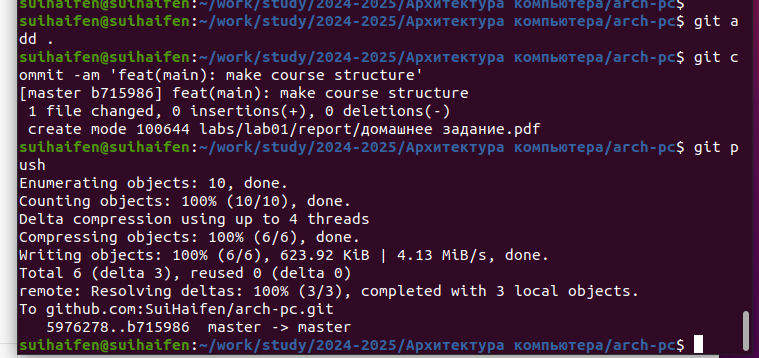 suihaifen@suihaifen:~/work/study/2024-2025/Архитектура компьютера/arch-pc$
suihaifen@suihaifen:~/work/study/2024-2025/Архитектура компьютера/arch-pc$ git a
dd .
suihaifen@suihaifen:~/work/study/2024-2025/Архитектура компьютера/arch-pc$ git c
ommit -am 'feat(main): make course structure'
[master b715986] feat(main): make course structure
 1 file changed, 0 insertions(+), 0 deletions(-)
 create mode 100644 labs/lab01/report/домашнее задание.pdf
suihaifen@suihaifen:~/work/study/2024-2025/Архитектура компьютера/arch-pc$ git p
ush
Enumerating objects: 10, done.
Counting objects: 100% (10/10), done.
Delta compression using up to 4 threads
Compressing objects: 100% (6/6), done.
Writing objects: 100% (6/6), 623.92 KiB | 4.13 MiB/s, done.
Total 6 (delta 3), reused 0 (delta 0)
remote: Resolving deltas: 100% (3/3), completed with 3 local objects.
To github.com:SuiHaifen/arch-pc.git
   5976278..b715986  master -> master
suihaifen@suihaifen:~/work/study/2024-2025/Архитектура компьютера/arch-pc$